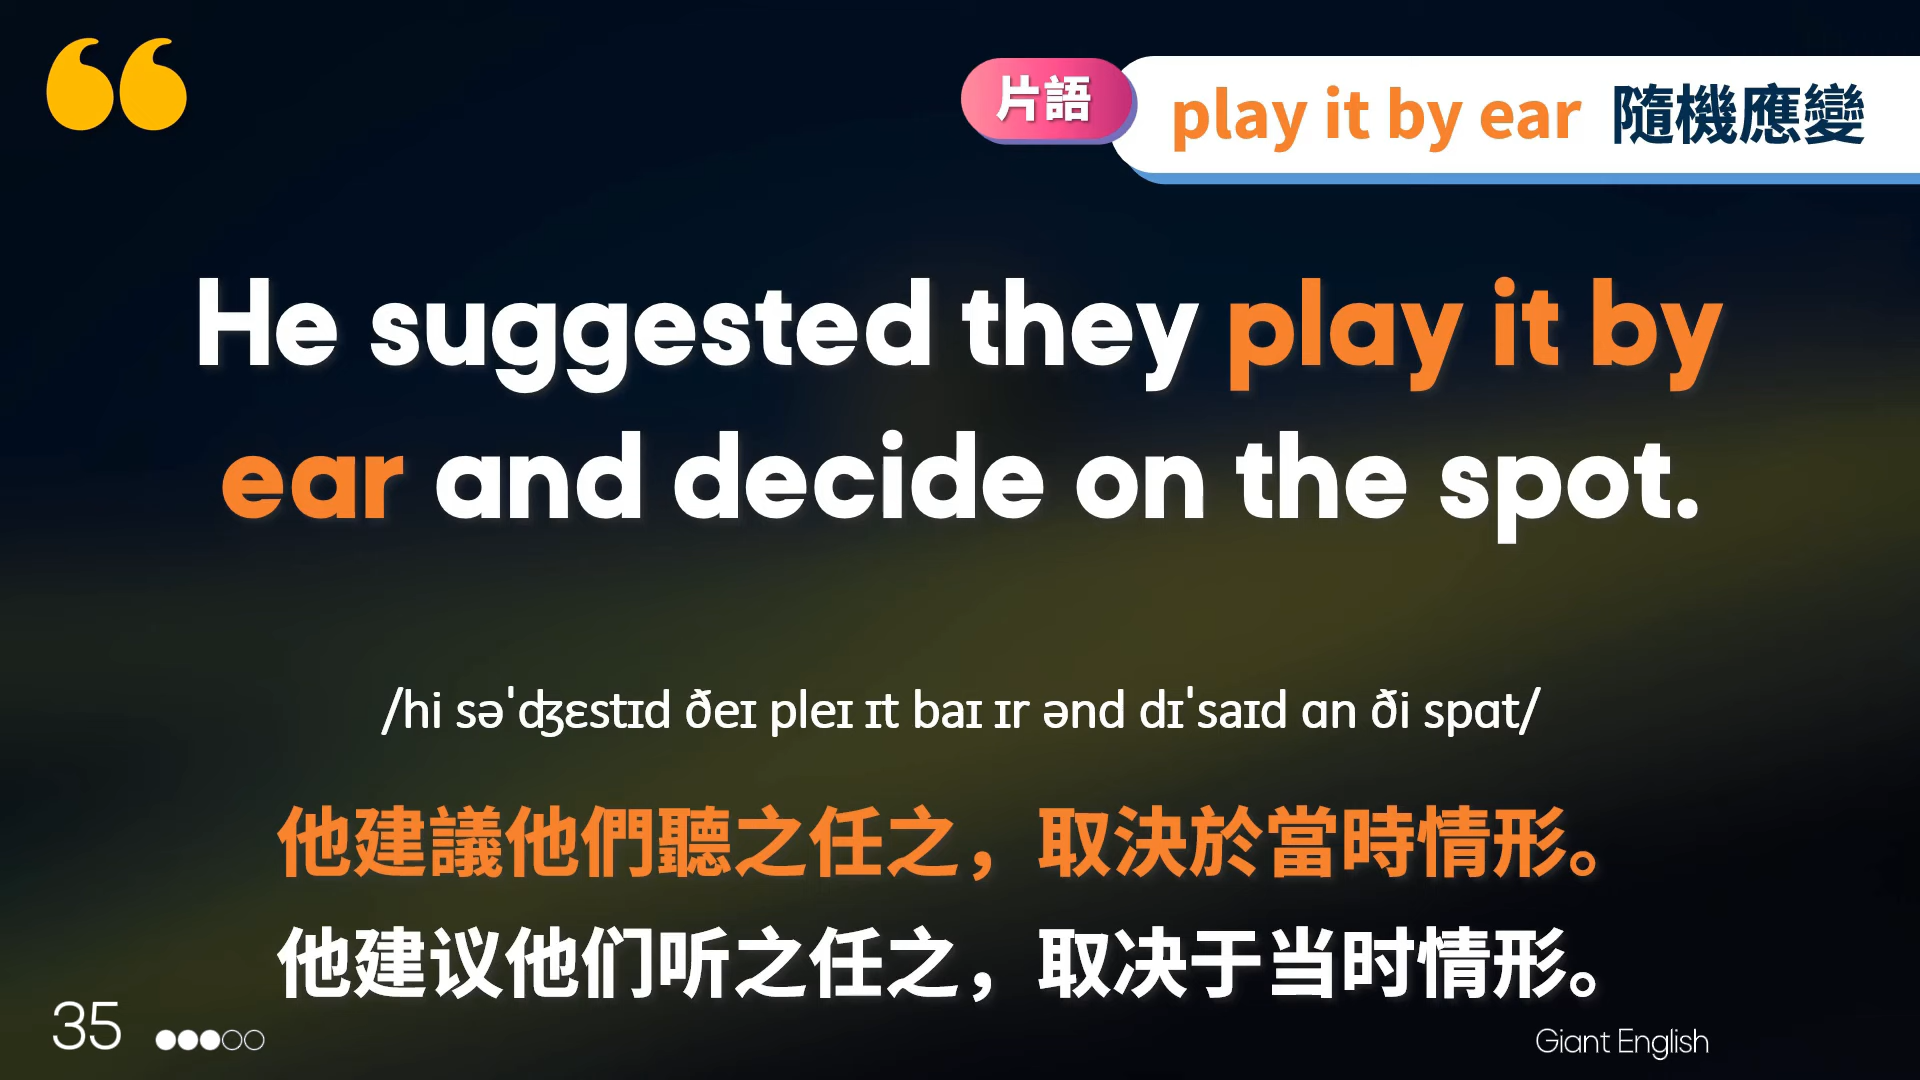 片語
play it by ear 隨機應變
He suggested they play it by
ear and decide on the spot.
/hi səˈʤɛstɪd ðeɪ pleɪ ɪt baɪ ɪr ənd dɪˈsaɪd ɑn ði spɑt/
他建議他們聽之任之，取決於當時情形。
他建议他们听之任之，取决于当时情形。
35
Giant English